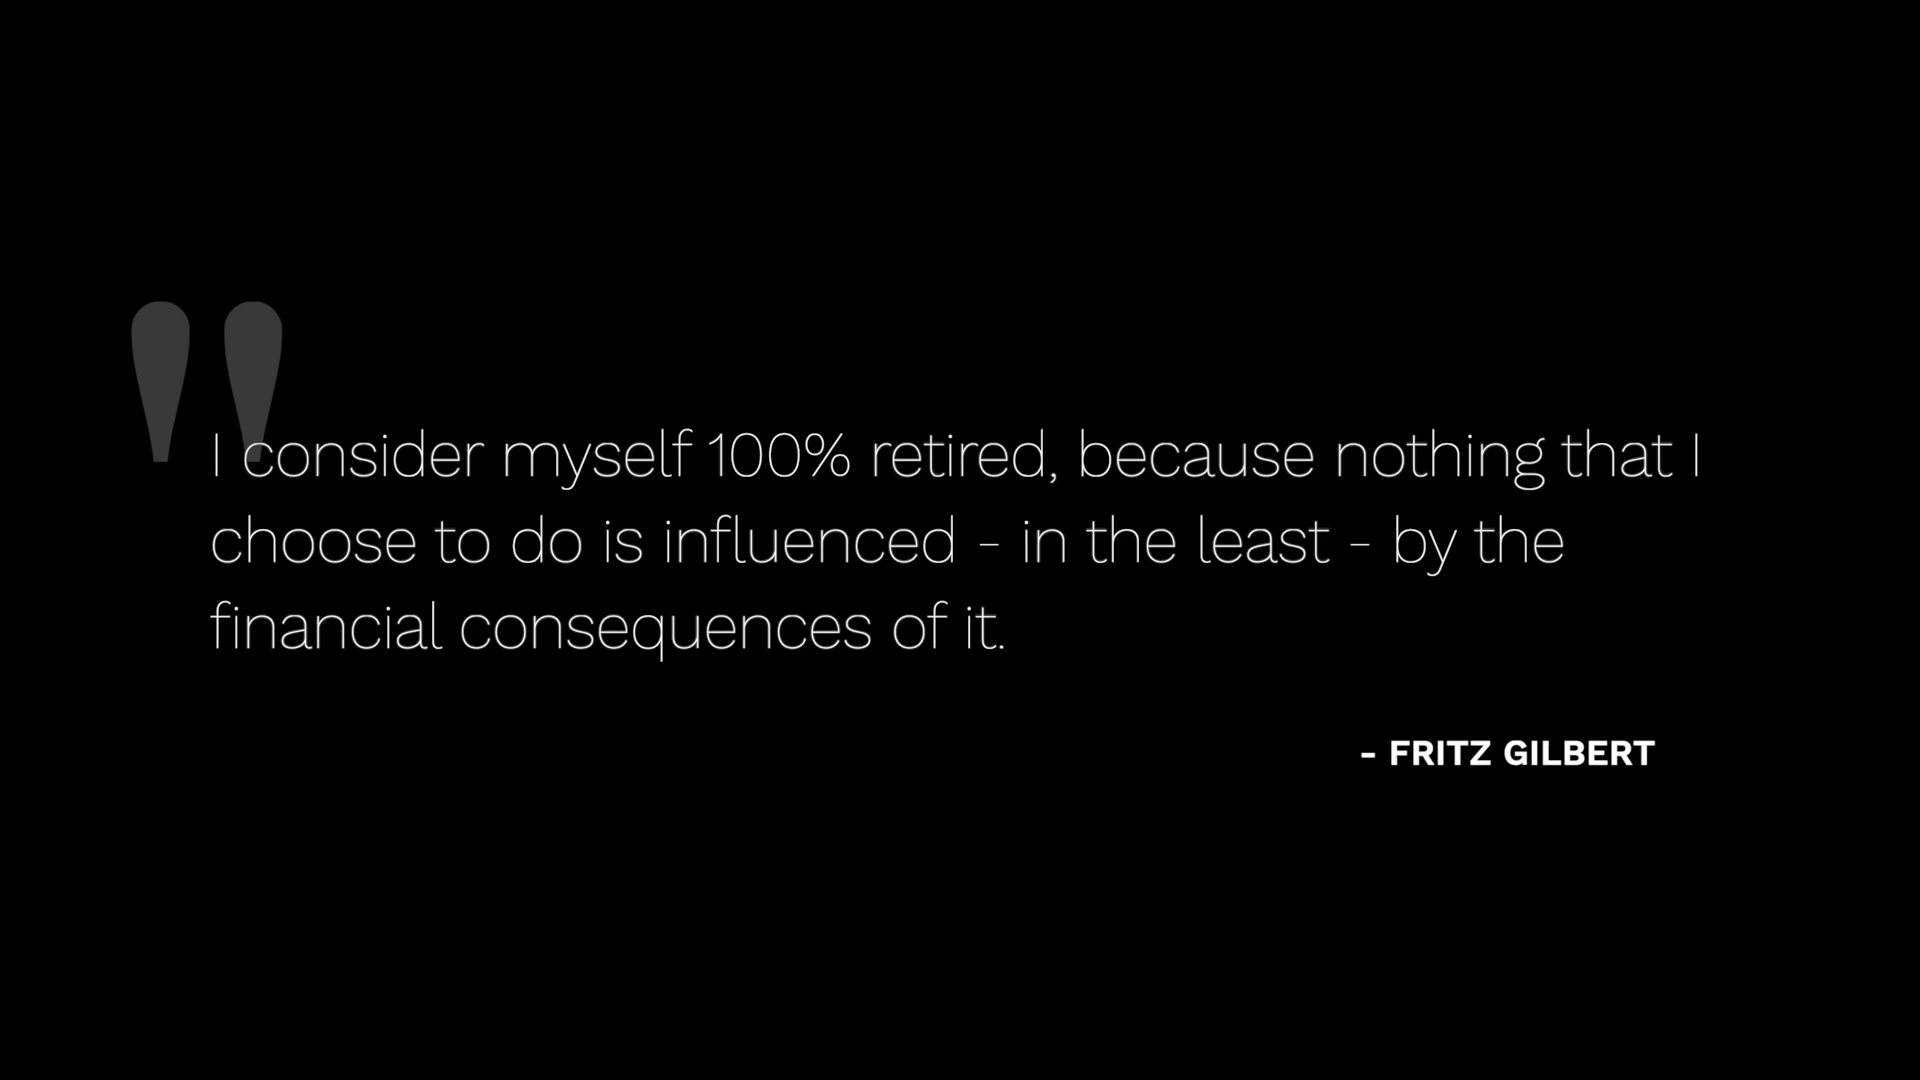 "
I consider myself 100% retired, because nothing that I
choose to do is influenced - in the least - by the
financial consequences of it.
- FRITZ GILBERT